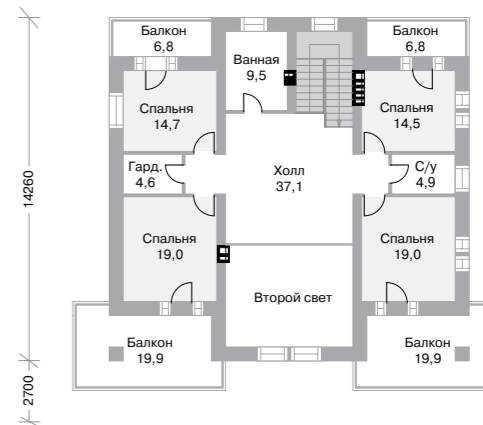 Балкон
6,8
Балкон
6,8
Ванная
9,5
Спальня
14,7
Спальня
14,5
Гард.
4,6
Холл
37,1
С/у
4,9
Спальня
19,0
Спальня
19,0
Второй свет
Балкон
19,9
Балкон
19,9
14260
2700